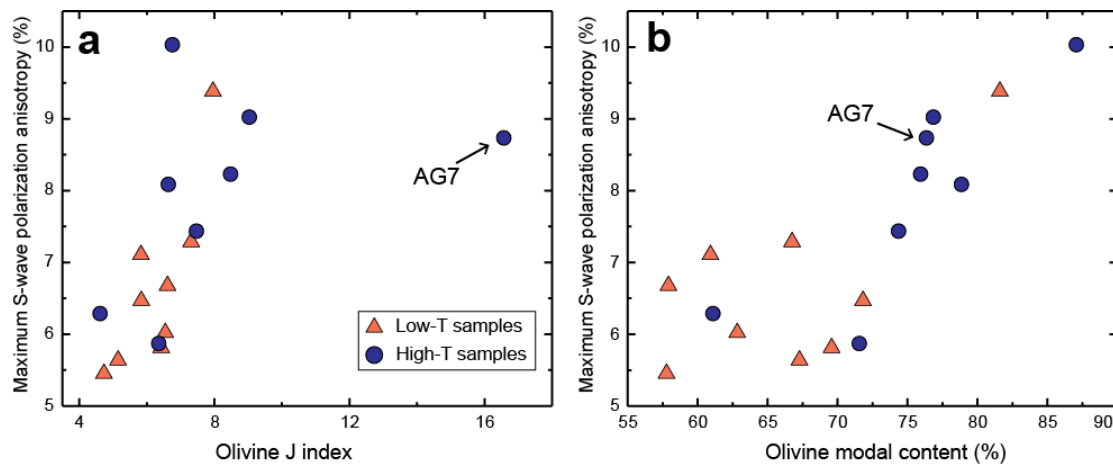 a
Maximum S-wave polarization anisotropy (%)
10
9
8
7
6
5
AG7
Low-T samples
High-T samples
4 8 12 16
Olivine J index
b
Maximum S-wave polarization anisotropy (%)
10
9
8
7
6
5
AG7
55 60 65 70 75 80 85 90
Olivine modal content (%)